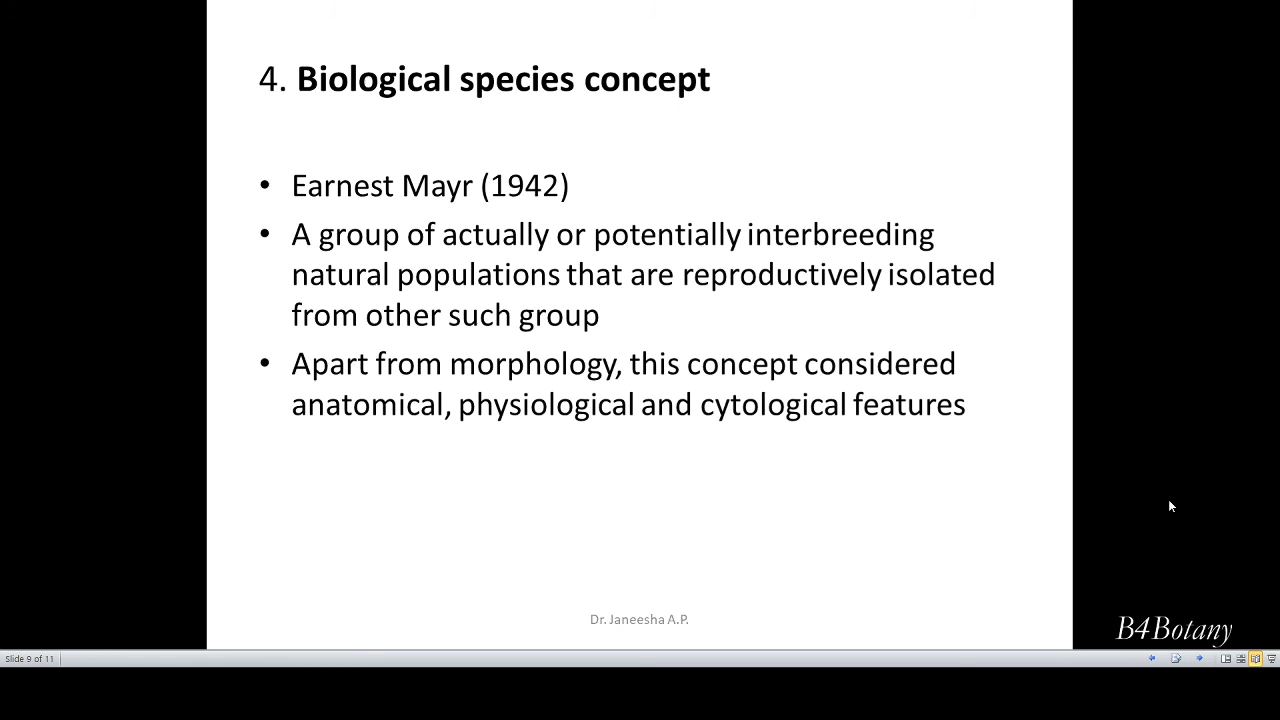 4. Biological species concept
• Earnest Mayr (1942)
• A group of actually or potentially interbreeding
natural populations that are reproductively isolated
from other such group
• Apart from morphology, this concept considered
anatomical, physiological and cytological features
Dr. Janeesha A.P.
B4Botany
Slide 9 of 11